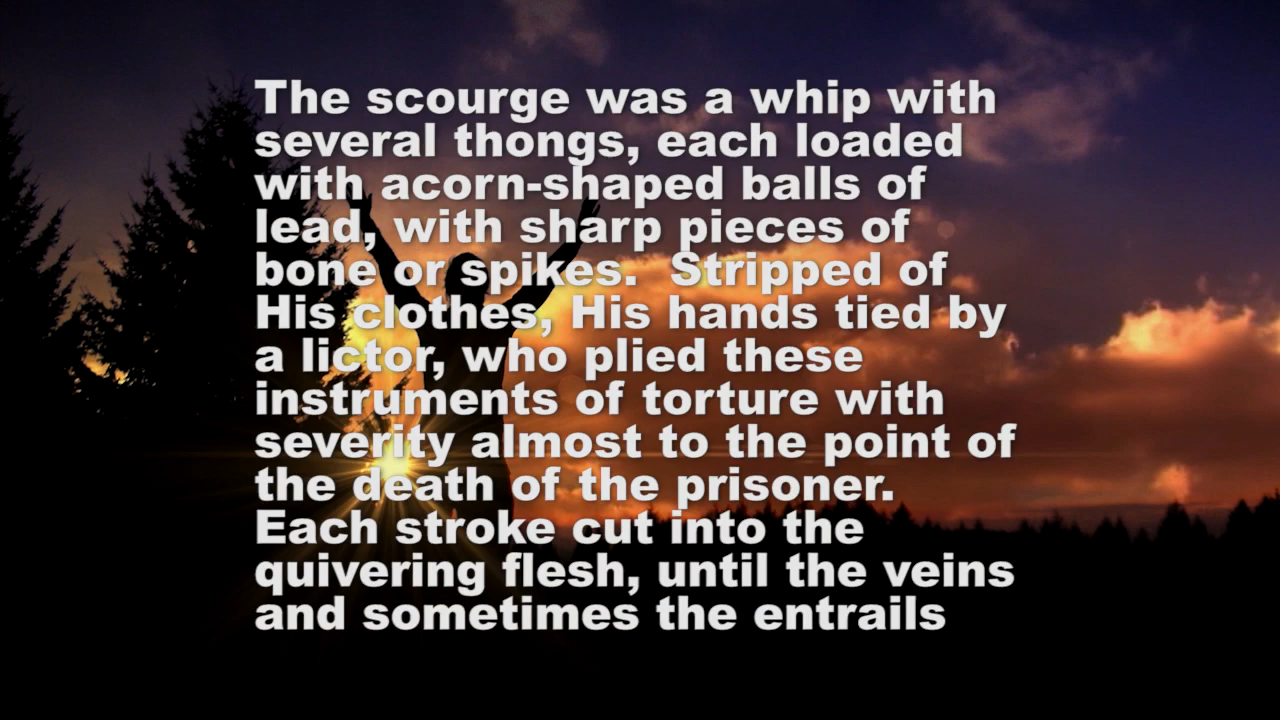 The scourge was a whip with
several thongs, each loaded
with acorn-shaped balls of
lead, with sharp pieces of
bone or spikes.  Stripped of
His clothes, His hands tied by
a lictor, who plied these
instruments of torture with
severity almost to the point of
the death of the prisoner.
Each stroke cut into the
quivering flesh, until the veins
and sometimes the entrails